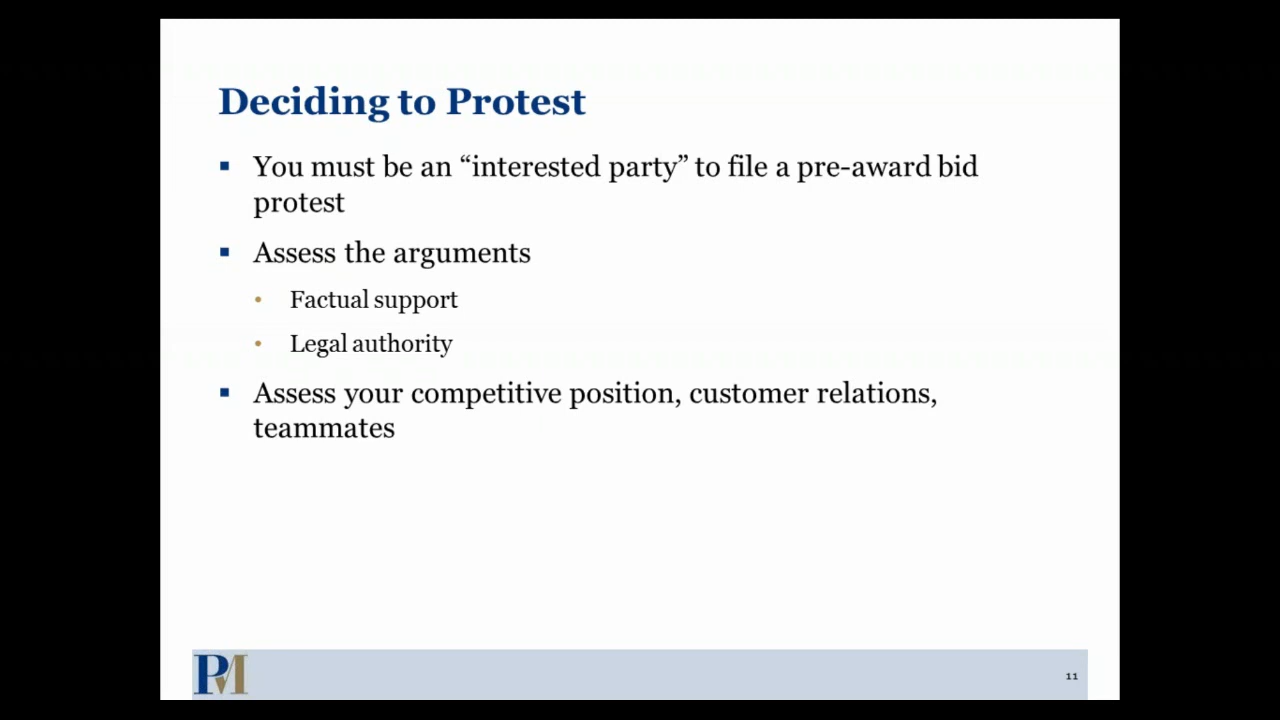 Deciding to Protest
▪ You must be an “interested party” to file a pre-award bid
protest
▪ Assess the arguments
• Factual support
• Legal authority
▪ Assess your competitive position, customer relations,
teammates
PM
11